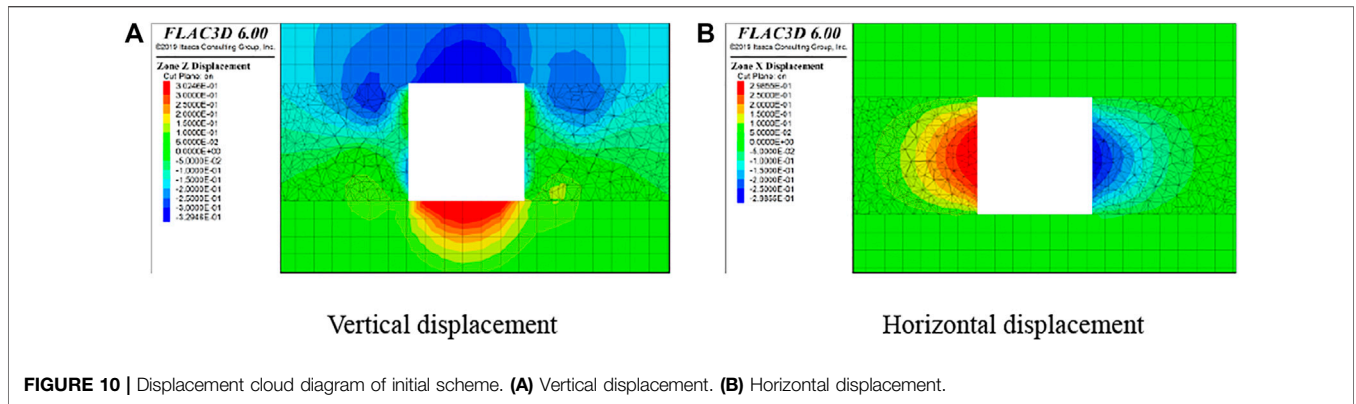 A
FLAC3D 6.00
©2019 Itasca Consulting Group, Inc.
Zone Z Displacement
Cut Plane: on
3.0246E-01
3.0000E-01
2.5000E-01
2.0000E-01
1.5000E-01
1.0000E-01
5.0000E-02
0.0000E+00
-5.0000E-02
-1.0000E-01
-1.5000E-01
-2.0000E-01
-2.5000E-01
-3.0000E-01
B
FLAC3D 6.00
©2019 Itasca Consulting Group, Inc.
Zone X Displacement
Cut Plane: on
2.5000E-01
2.0000E-01
1.5000E-01
1.0000E-01
5.0000E-02
0.0000E+00
-5.0000E-02
-1.0000E-01
-1.5000E-01
-2.0000E-01
-2.5000E-01
Vertical displacement
Horizontal displacement
FIGURE 10 | Displacement cloud diagram of initial scheme. (A) Vertical displacement. (B) Horizontal displacement.